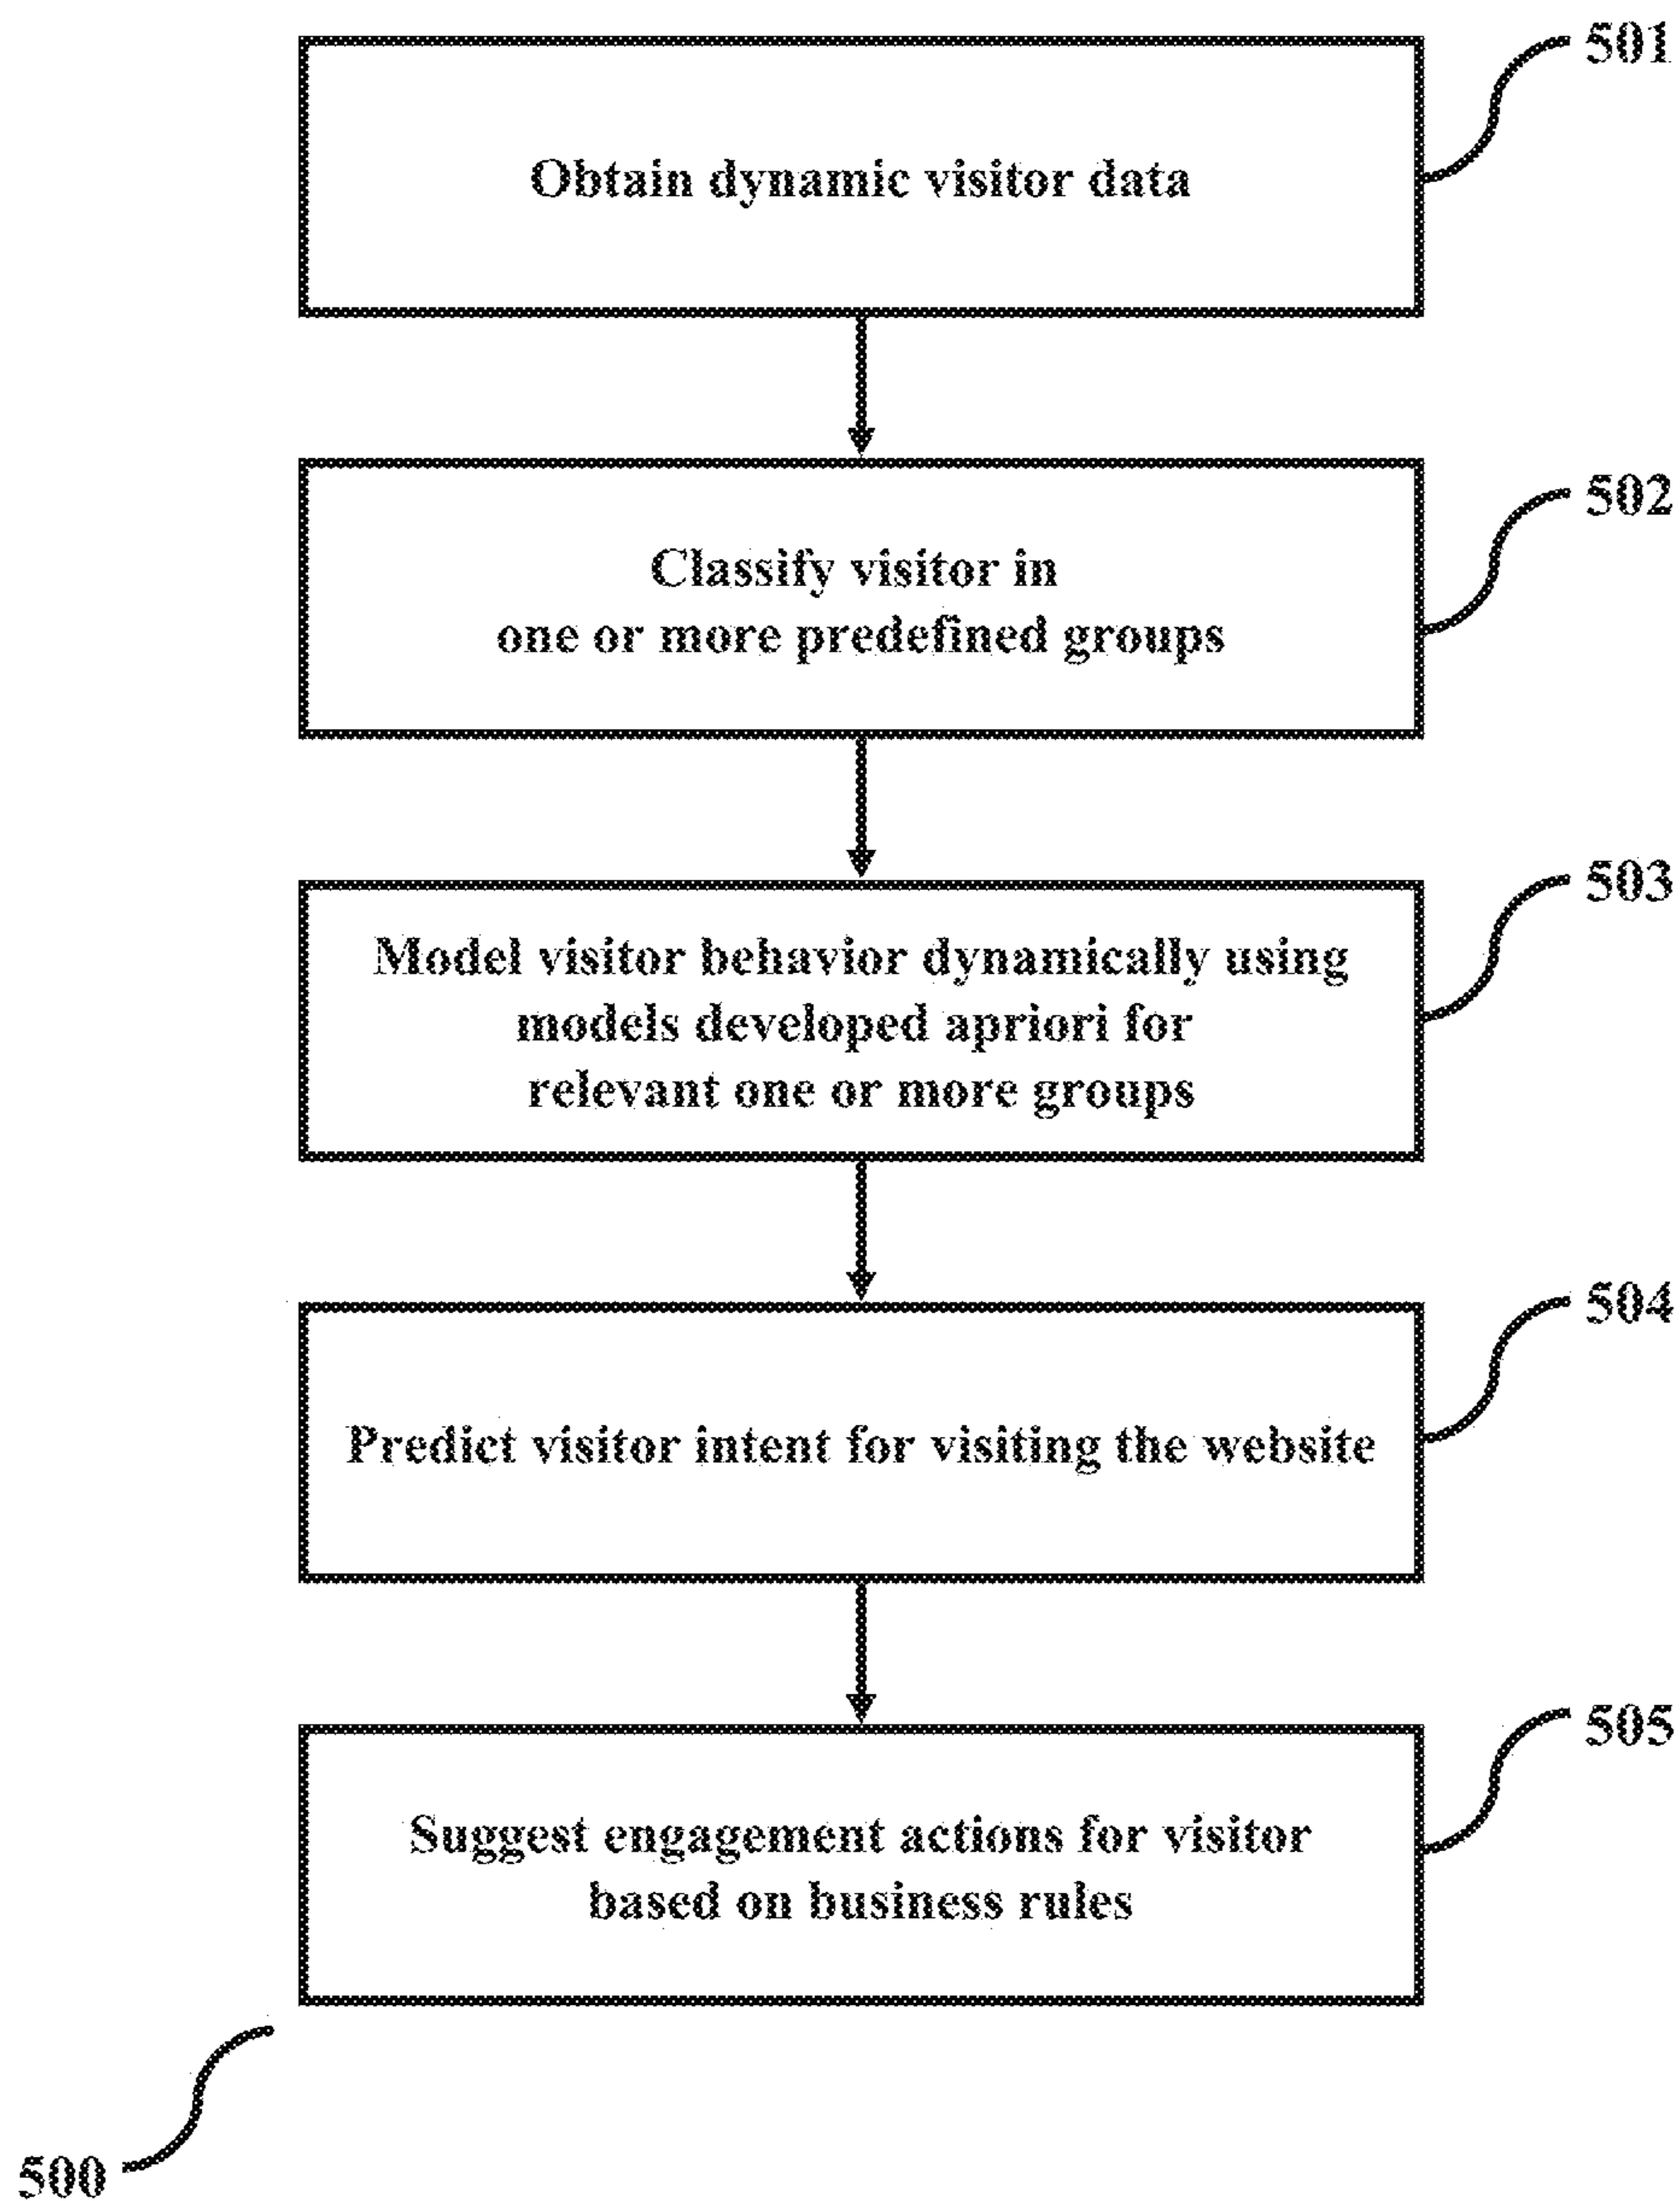 501
Obtain dynamic visitor data
502
Classify visitor in
one or more predefined groups
503
Model visitor behavior dynamically using
models developed apriori for
relevant one or more groups
504
Predict visitor intent for visiting the website
505
Suggest engagement actions for visitor
based on business rules
500